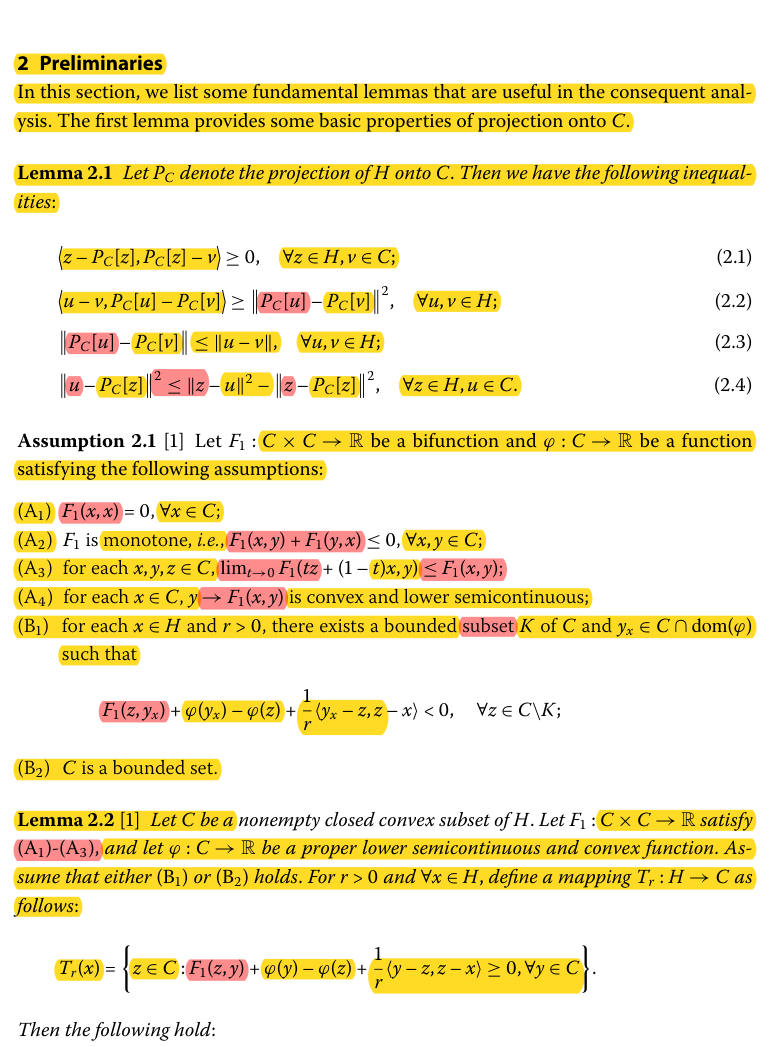 2 Preliminaries
In this section, we list some fundamental lemmas that are useful in the consequent anal-
ysis. The first lemma provides some basic properties of projection onto C.
Lemma 2.1 Let P_C denote the projection of H onto C. Then we have the following inequal-
ities:
⟨z − P_C[z], P_C[z] − v⟩ ≥ 0, ∀z ∈ H, v ∈ C; (2.1)
⟨u − v, P_C[u] − P_C[v]⟩ ≥ ‖P_C[u] − P_C[v]‖², ∀u, v ∈ H; (2.2)
‖P_C[u] − P_C[v]‖ ≤ ‖u − v‖, ∀u, v ∈ H; (2.3)
‖u − P_C[z]‖² ≤ ‖z − u‖² − ‖z − P_C[z]‖², ∀z ∈ H, u ∈ C. (2.4)
Assumption 2.1 [1] Let F₁ : C × C → ℝ be a bifunction and φ : C → ℝ be a function
satisfying the following assumptions:
(A₁) F₁(x, x) = 0, ∀x ∈ C;
(A₂) F₁ is monotone, i.e., F₁(x, y) + F₁(y, x) ≤ 0, ∀x, y ∈ C;
(A₃) for each x, y, z ∈ C, lim_{t→0} F₁(tz + (1 − t)x, y) ≤ F₁(x, y);
(A₄) for each x ∈ C, y → F₁(x, y) is convex and lower semicontinuous;
(B₁) for each x ∈ H and r > 0, there exists a bounded subset K of C and y_x ∈ C ∩ dom(φ)
such that
F₁(z, y_x) + φ(y_x) − φ(z) + 1/r ⟨y_x − z, z − x⟩ < 0, ∀z ∈ C\K;
(B₂) C is a bounded set.
Lemma 2.2 [1] Let C be a nonempty closed convex subset of H. Let F₁ : C × C → ℝ satisfy
(A₁)-(A₃), and let φ : C → ℝ be a proper lower semicontinuous and convex function. As-
sume that either (B₁) or (B₂) holds. For r > 0 and ∀x ∈ H, define a mapping T_r : H → C as
follows:
T_r(x) = {z ∈ C : F₁(z, y) + φ(y) − φ(z) + 1/r ⟨y − z, z − x⟩ ≥ 0, ∀y ∈ C}.
Then the following hold: